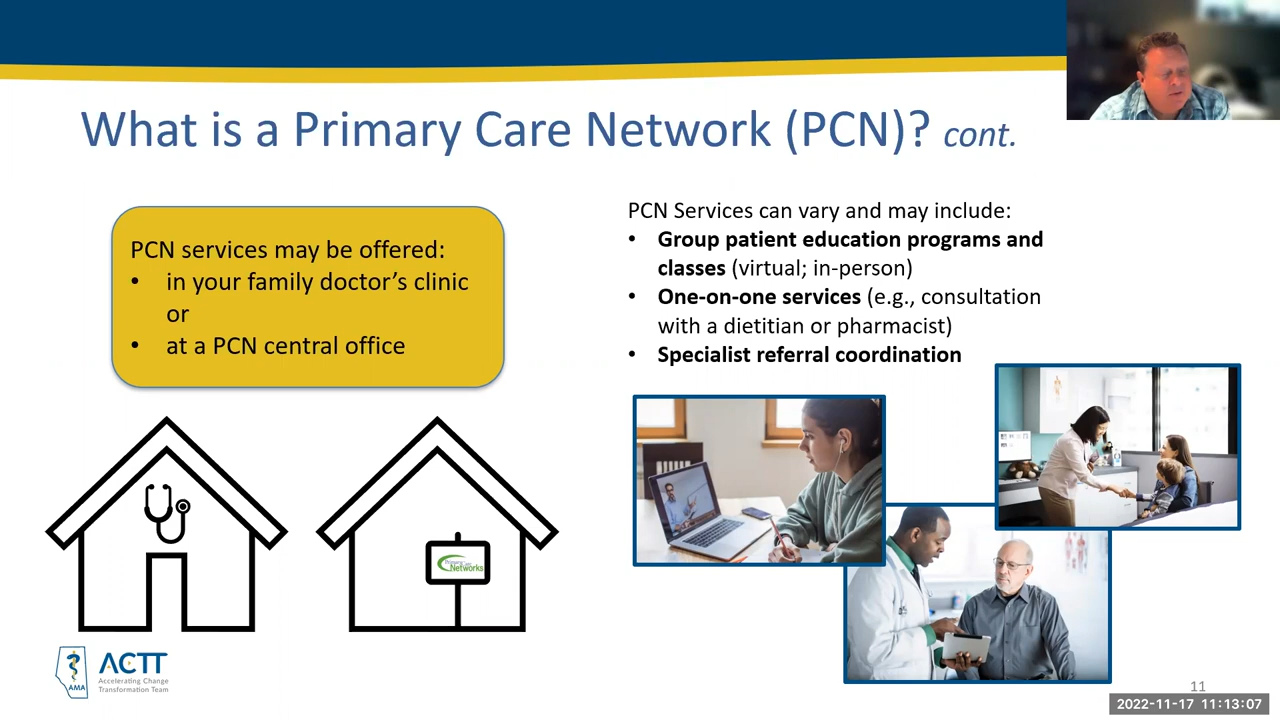 What is a Primary Care Network (PCN)? cont.
PCN services may be offered:
• in your family doctor’s clinic
or
• at a PCN central office
PCN Services can vary and may include:
• Group patient education programs and
classes (virtual; in-person)
• One-on-one services (e.g., consultation
with a dietitian or pharmacist)
• Specialist referral coordination
Primary Care
Networks
AMA
ACTT
Accelerating Change
Transformation Team
11
2022-11-17 11:13:07